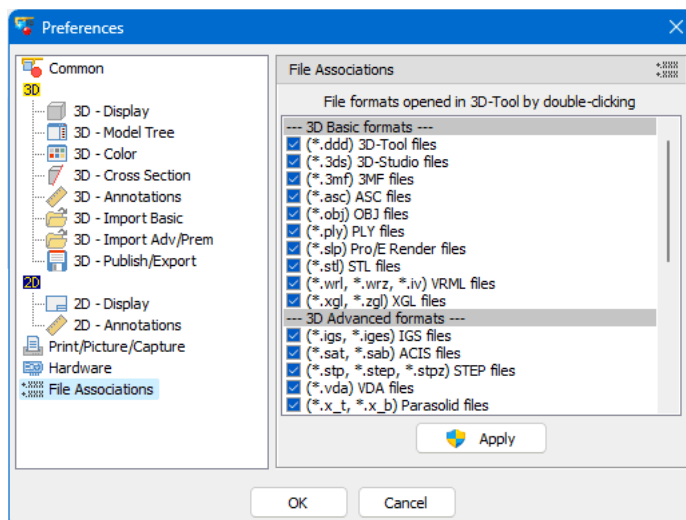 Preferences
Common
3D
3D - Display
3D - Model Tree
3D - Color
3D - Cross Section
3D - Annotations
3D - Import Basic
3D - Import Adv/Prem
3D - Publish/Export
2D
2D - Display
2D - Annotations
Print/Picture/Capture
Hardware
*.XXX
*.XXX
File Associations
File Associations
*.XXX
*.XXX
File formats opened in 3D-Tool by double-clicking
--- 3D Basic formats ---
(*.ddd) 3D-Tool files
(*.3ds) 3D-Studio files
(*.3mf) 3MF files
(*.asc) ASC files
(*.obj) OBJ files
(*.ply) PLY files
(*.slp) Pro/E Render files
(*.stl) STL files
(*.wrl, *.wrz, *.iv) VRML files
(*.xgl, *.zgl) XGL files
--- 3D Advanced formats ---
(*.igs, *.iges) IGS files
(*.sat, *.sab) ACIS files
(*.stp, *.step, *.stpz) STEP files
(*.vda) VDA files
(*.x_t, *.x_b) Parasolid files
Apply
OK
Cancel